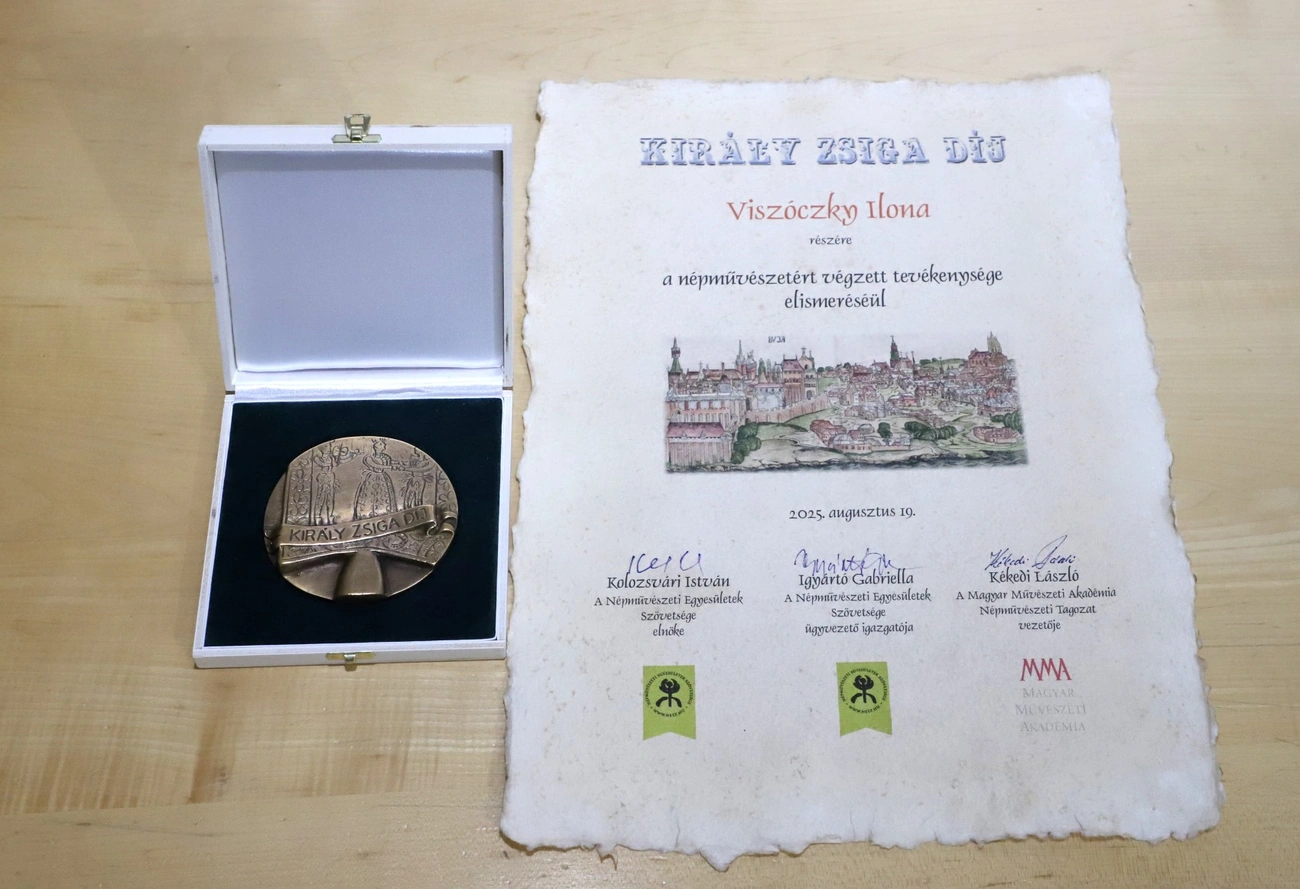 KIRÁLY ZSIGA DÍJ
KIRÁLY ZSIGA DÍJ
Viszóczky Ilona
részére
a népművészetért végzett tevékenysége
elismeréséül
2025. augusztus 19.
Kolozsvári István
A Népművészeti Egyesületek
Szövetsége
elnöke
Igyártó Gabriella
A Népművészeti Egyesületek
Szövetsége
ügyvezető igazgatója
Kékedi László
A Magyar Művészeti Akadémia
Népművészeti Tagozat
vezetője
MMA
MAGYAR
MŰVÉSZETI
AKADÉMIA